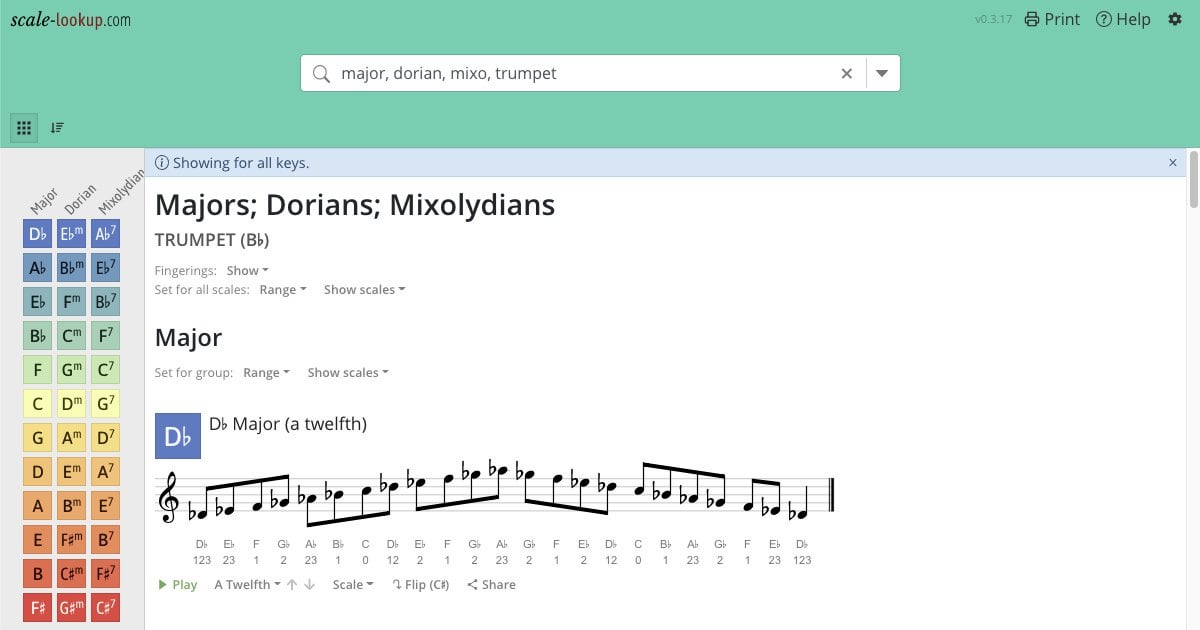 scale-lookup.com
v0.3.17 Print Help
major, dorian, mixo, trumpet
Showing for all keys.
Major Dorian Mixolydian
Majors; Dorians; Mixolydians
TRUMPET (B♭)
Fingerings: Show
Set for all scales: Range Show scales
Major
Set for group: Range Show scales
D♭ E♭m A♭7
A♭ B♭m E♭7
E♭ Fm B♭7
B♭ Cm F7
F Gm C7
C Dm G7
G Am D7
D Em A7
A Bm E7
E F♯m B7
B C♯m F♯7
F♯ G♯m C♯7
D♭ D♭ Major (a twelfth)
D♭ E♭ F G♭ A♭ B♭ C D♭ E♭ F G♭ A♭ G♭ F E♭ D♭ C B♭ A♭ G♭ F E♭ D♭
123 23 1 2 23 1 0 12 2 1 2 23 2 1 2 12 0 1 23 2 1 23 123
Play A Twelfth Scale Flip (C♯) Share